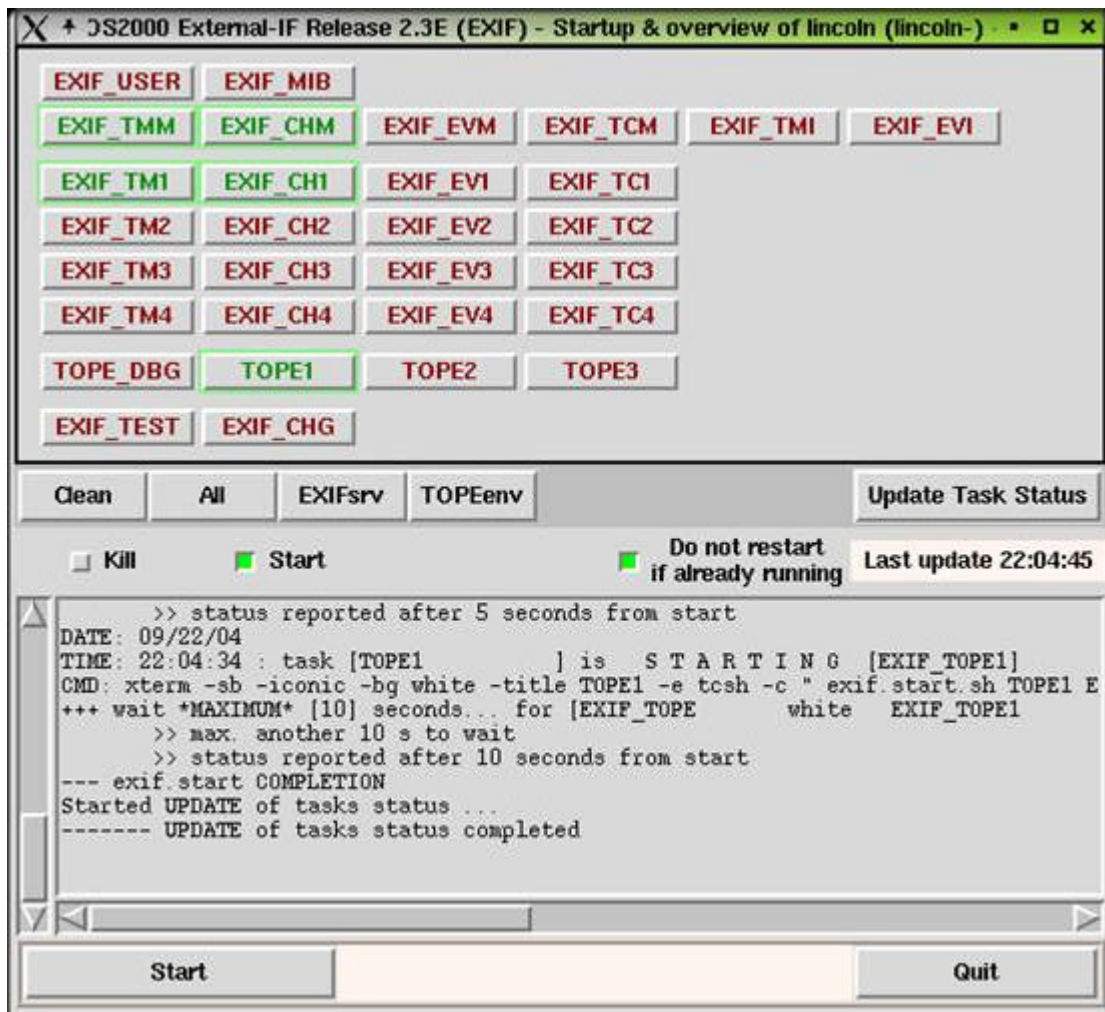 ꓛS2000 External-IF Release 2.3E (EXIF) - Startup & overview of lincoln (lincoln-)
EXIF_USER EXIF_MIB
EXIF_TMM EXIF_CHM EXIF_EVM EXIF_TCM EXIF_TMI EXIF_EVI
EXIF_TM1 EXIF_CH1 EXIF_EV1 EXIF_TC1
EXIF_TM2 EXIF_CH2 EXIF_EV2 EXIF_TC2
EXIF_TM3 EXIF_CH3 EXIF_EV3 EXIF_TC3
EXIF_TM4 EXIF_CH4 EXIF_EV4 EXIF_TC4
TOPE_DBG TOPE1 TOPE2 TOPE3
EXIF_TEST EXIF_CHG
Clean All EXIFsrv TOPEenv Update Task Status
Kill Start Do not restart
if already running Last update 22:04:45
>> status reported after 5 seconds from start
DATE: 09/22/04
TIME: 22:04:34 : task [TOPE1 ] is S T A R T I N G [EXIF_TOPE1]
CMD: xterm -sb -iconic -bg white -title TOPE1 -e tcsh -c " exif.start.sh TOPE1 E
+++ wait *MAXIMUM* [10] seconds... for [EXIF_TOPE white EXIF_TOPE1
>> max. another 10 s to wait
>> status reported after 10 seconds from start
--- exif.start COMPLETION
Started UPDATE of tasks status ...
------- UPDATE of tasks status completed
Start Quit